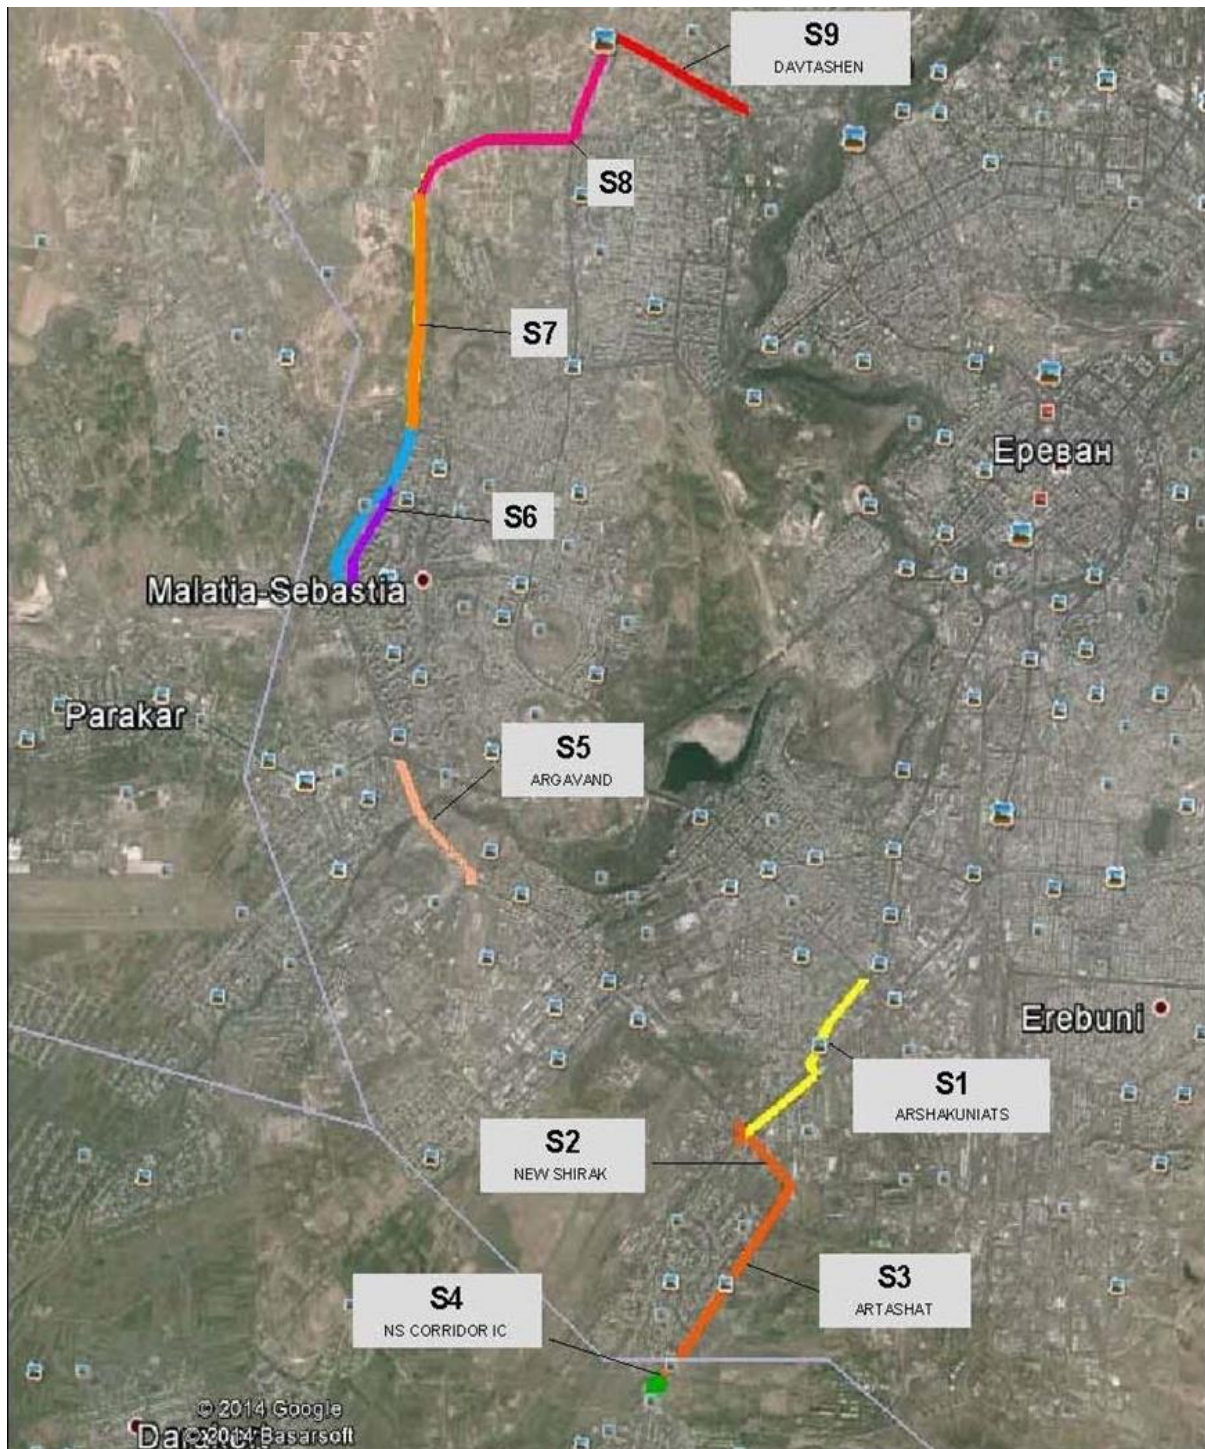 S9
DAVTASHEN
S8
S7
Ереван
S6
Malatia-Sebastia
Parakar
S5
ARGAVAND
Erebuni
S1
ARSHAKUNIATS
S2
NEW SHIRAK
S3
ARTASHAT
S4
NS CORRIDOR IC
© 2014 Google
© 2014 Basarsoft